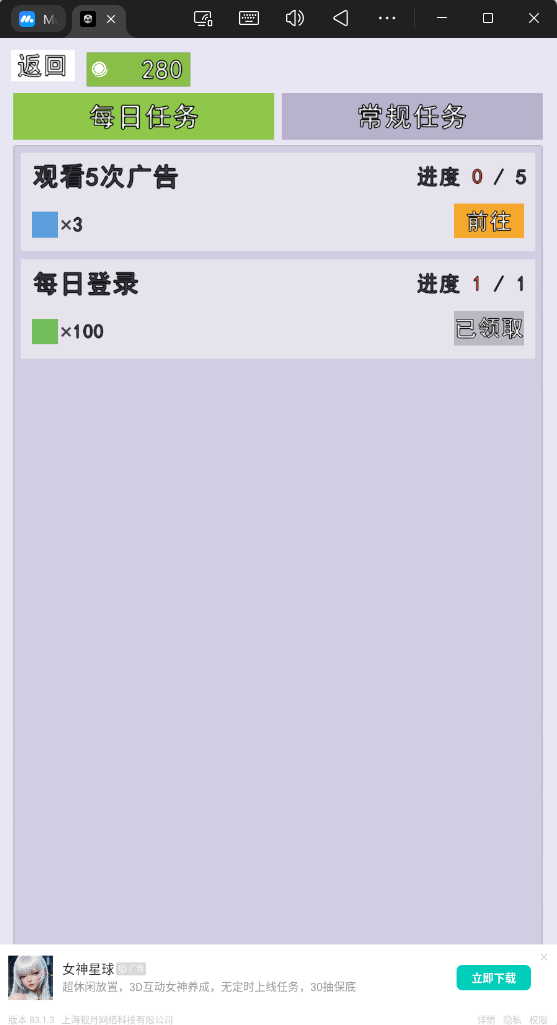 M
返回
280
每日任务
常规任务
观看5次广告
进度 0 / 5
×3
前往
每日登录
进度 1 / 1
×100
已领取
女神星球 广告
超休闲放置，3D互动女神养成，无定时上线任务，30抽保底
立即下载
版本 83.1.3 上海银月网络科技有限公司
详情 隐私 权限